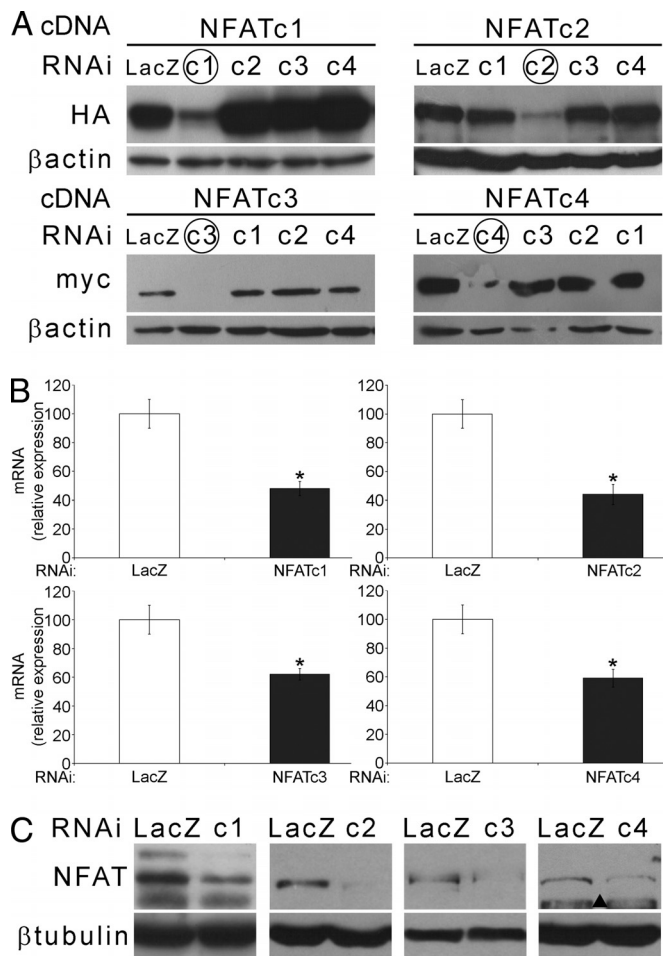 A cDNA NFATc1 NFATc2
RNAi LacZ c1 c2 c3 c4 LacZ c1 c2 c3 c4
HA
βactin
cDNA NFATc3 NFATc4
RNAi LacZ c3 c1 c2 c4 LacZ c4 c3 c2 c1
myc
βactin
B
mRNA
(relative expression
120
100
80
60
40
20
0
*
RNAi: LacZ NFATc1
120
100
80
60
40
20
0
*
RNAi: LacZ NFATc2
mRNA
(relative expression
120
100
80
60
40
20
0
*
RNAi: LacZ NFATc3
120
100
80
60
40
20
0
*
RNAi: LacZ NFATc4
C RNAi LacZ c1 LacZ c2 LacZ c3 LacZ c4
NFAT
βtubulin